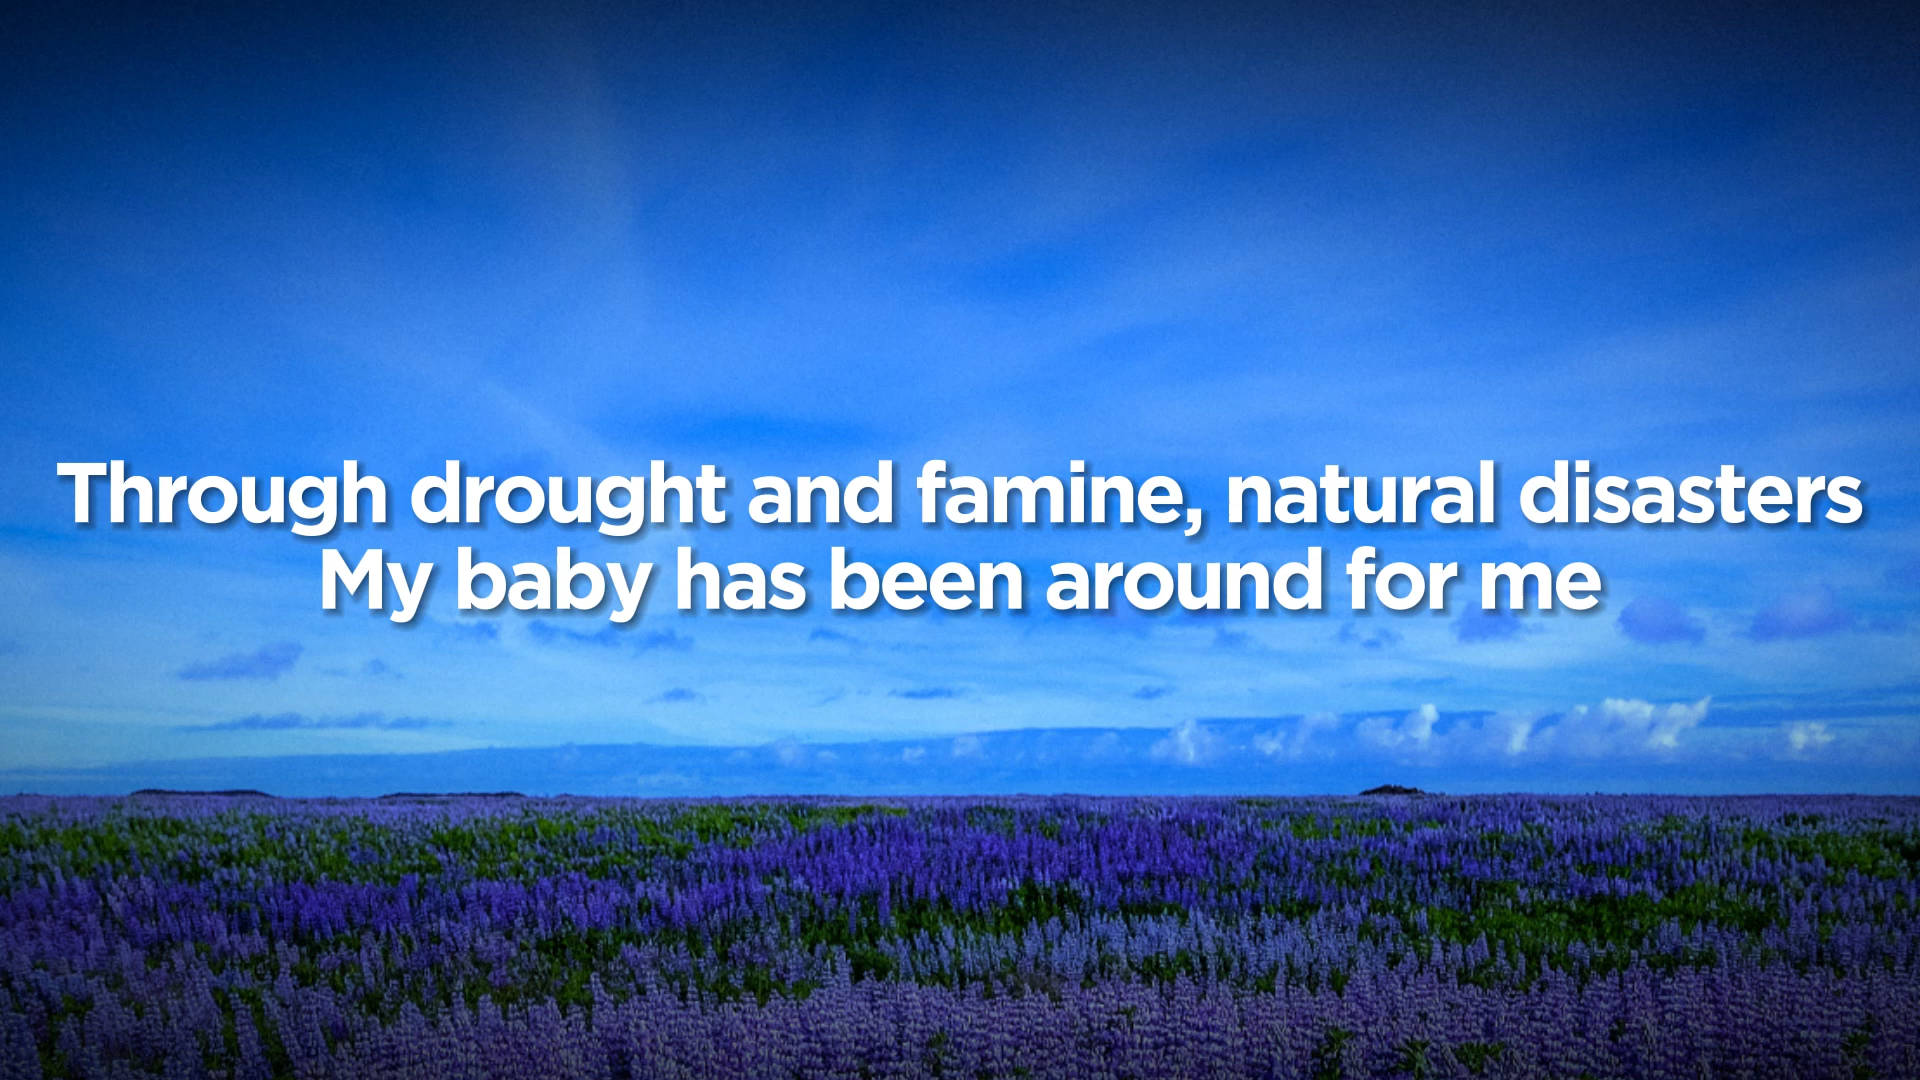 Through drought and famine, natural disasters
My baby has been around for me